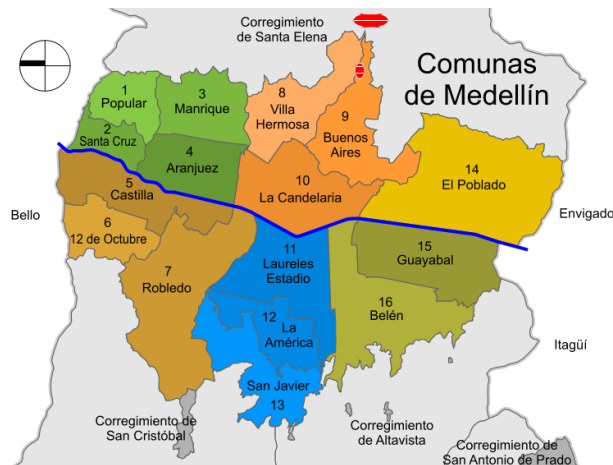 Corregimiento
de Santa Elena
Comunas
de Medellín
1
Popular
3
Manrique
8
Villa
Hermosa
9
Buenos
Aires
2
Santa Cruz
4
Aranjuez
10
La Candelaria
14
El Poblado
5
Castilla
Bello
Envigado
6
12 de Octubre
7
Robledo
11
Laureles
Estadio
15
Guayabal
16
Belén
12
La
América
Itagüí
San Javier
13
Corregimiento de
San Cristóbal
Corregimiento
de Altavista
Corregimiento de
San Antonio de Prado